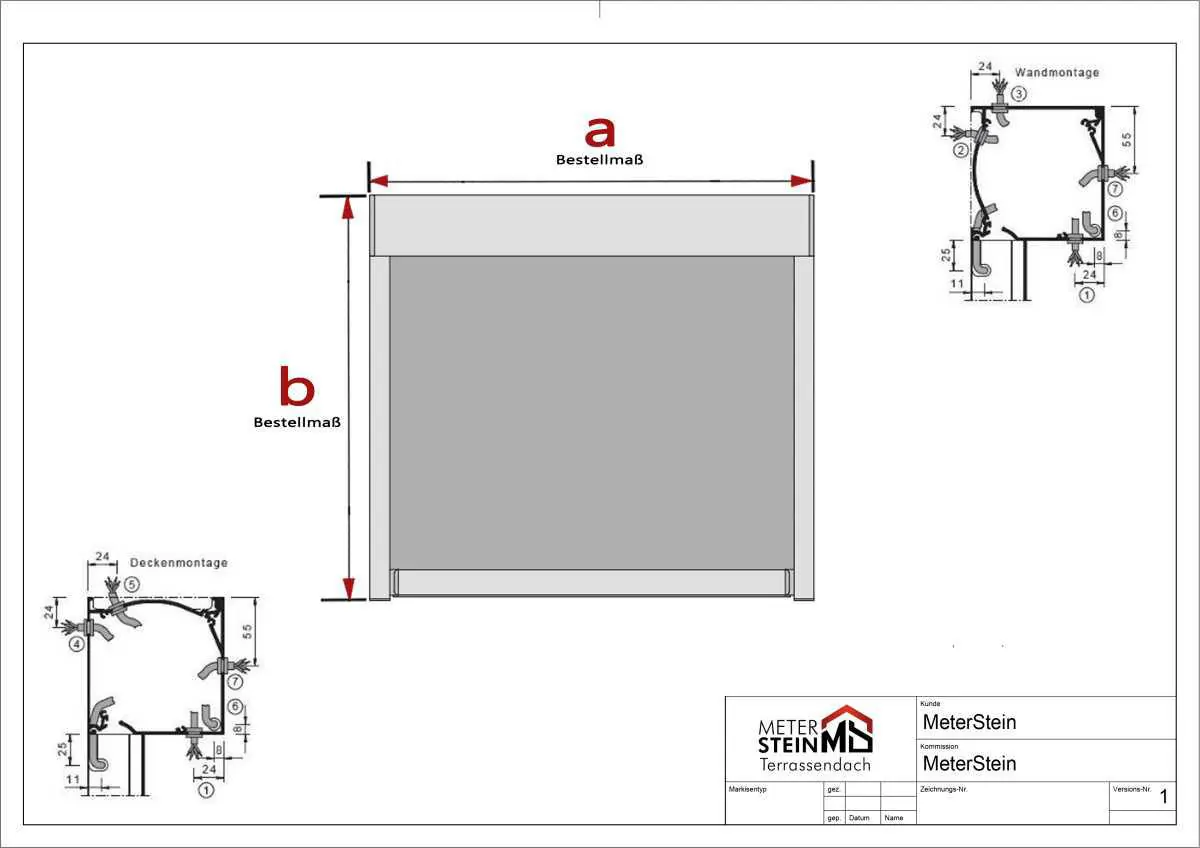 24
Wandmontage
3
24
2
55
7
6
8
25
8
11
24
1
a
Bestellmaß
b
Bestellmaß
24
Deckenmontage
5
24
4
55
7
6
8
25
8
11
24
1
METER
STEIN MS
Terrassendach
Kunde
MeterStein
Kommission
MeterStein
Markisentyp
gez.
Zeichnungs-Nr.
Versions-Nr.
1
gep.
Datum
Name